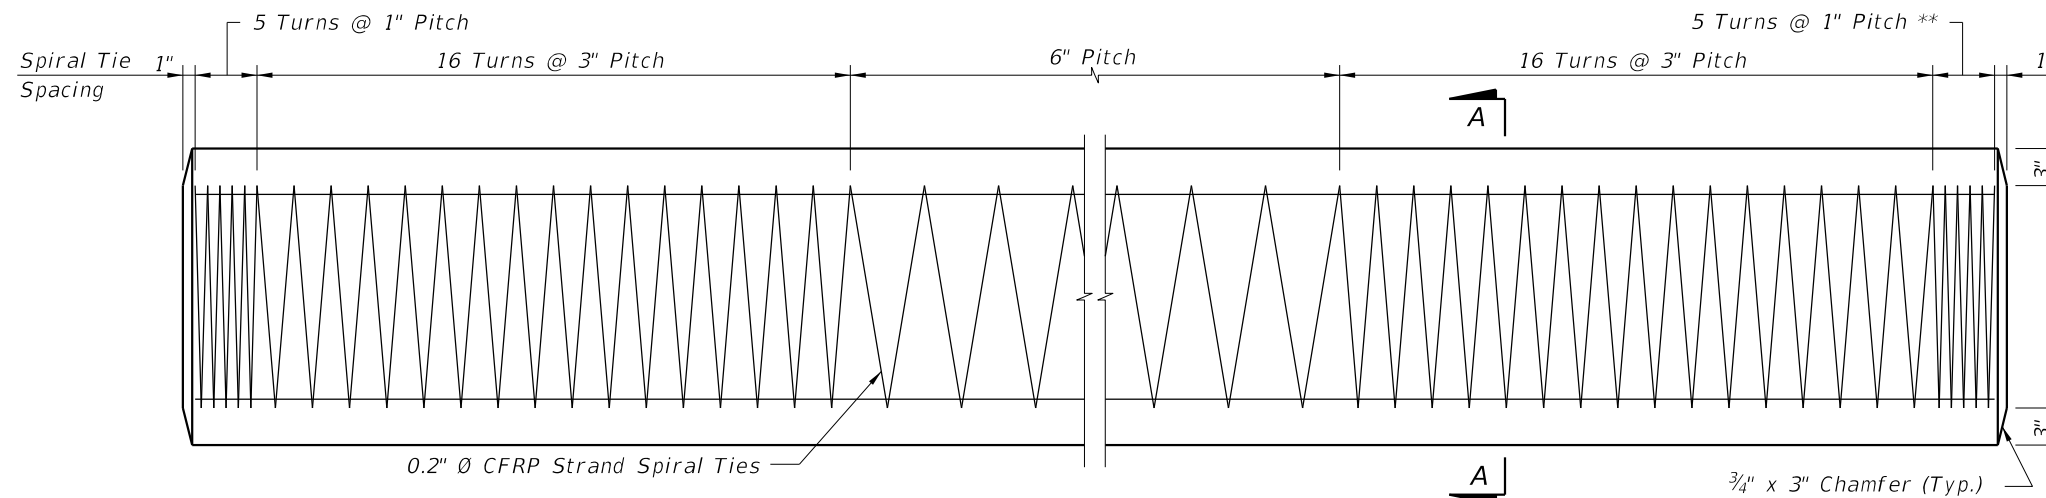 5 Turns @ 1" Pitch
5 Turns @ 1" Pitch **
Spiral Tie
Spacing
1"
16 Turns @ 3" Pitch
6" Pitch
16 Turns @ 3" Pitch
A
3"
0.2" Ø CFRP Strand Spiral Ties
A
3"
¾" x 3" Chamfer (Typ.)